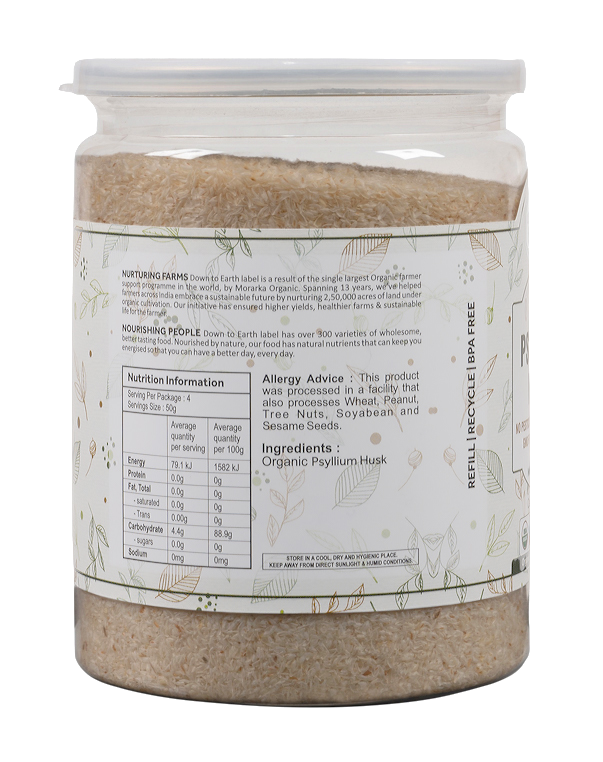 NURTURING FARMS Down to Earth label is a result of the single largest Organic farmer
support programme in the world, by Morarka Organic. Spanning 13 years, we've helped
farmers across India embrace a sustainable future by nurturing 2,50,000 acres of land under
organic cultivation. Our initiative has ensured higher yields, healthier farms & sustainable
life for the farmer
NOURISHING PEOPLE Down to Earth label has over 300 varieties of wholesome,
better tasting food. Nourished by nature, our food has natural nutrients that can keep you
energised so that you can have a better day, every day.
Nutrition Information
Serving Per Package : 4
Servings Size : 50g
Average quantity per serving Average quantity per 100g
Energy 79.1 kJ 1582 kJ
Protein 0.0g 0g
Fat, Total 0.0g 0g
- saturated 0.0g 0g
- Trans 0.00g 0g
Carbohydrate 4.4g 88.9g
- sugars 0.0g 0g
Sodium 0mg 0mg
Allergy Advice : This product
was processed in a facility that
also processes Wheat, Peanut,
Tree Nuts, Soyabean and
Sesame Seeds.
Ingredients :
Organic Psyllium Husk
STORE IN A COOL, DRY AND HYGIENIC PLACE.
KEEP AWAY FROM DIRECT SUNLIGHT & HUMID CONDITIONS
REFILL | RECYCLE | BPA FREE